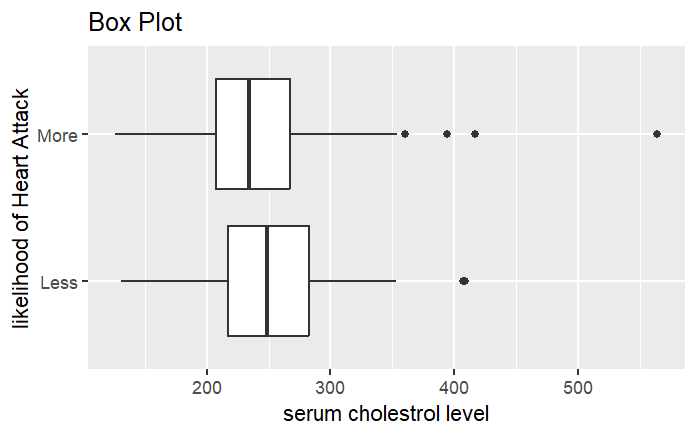 Box Plot
likelihood of Heart Attack
More
Less
200 300 400 500
serum cholestrol level